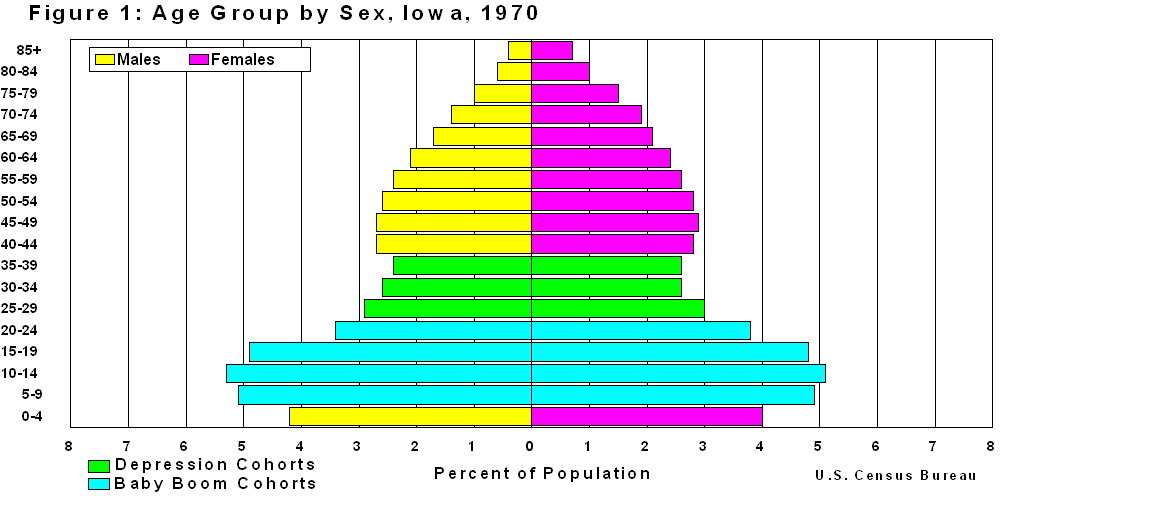 Figure 1: Age Group by Sex, Iowa, 1970
Males Females
85+
80-84
75-79
70-74
65-69
60-64
55-59
50-54
45-49
40-44
35-39
30-34
25-29
20-24
15-19
10-14
5-9
0-4
8 7 6 5 4 3 2 1 0 1 2 3 4 5 6 7 8
Depression Cohorts
Baby Boom Cohorts
Percent of Population
U.S. Census Bureau